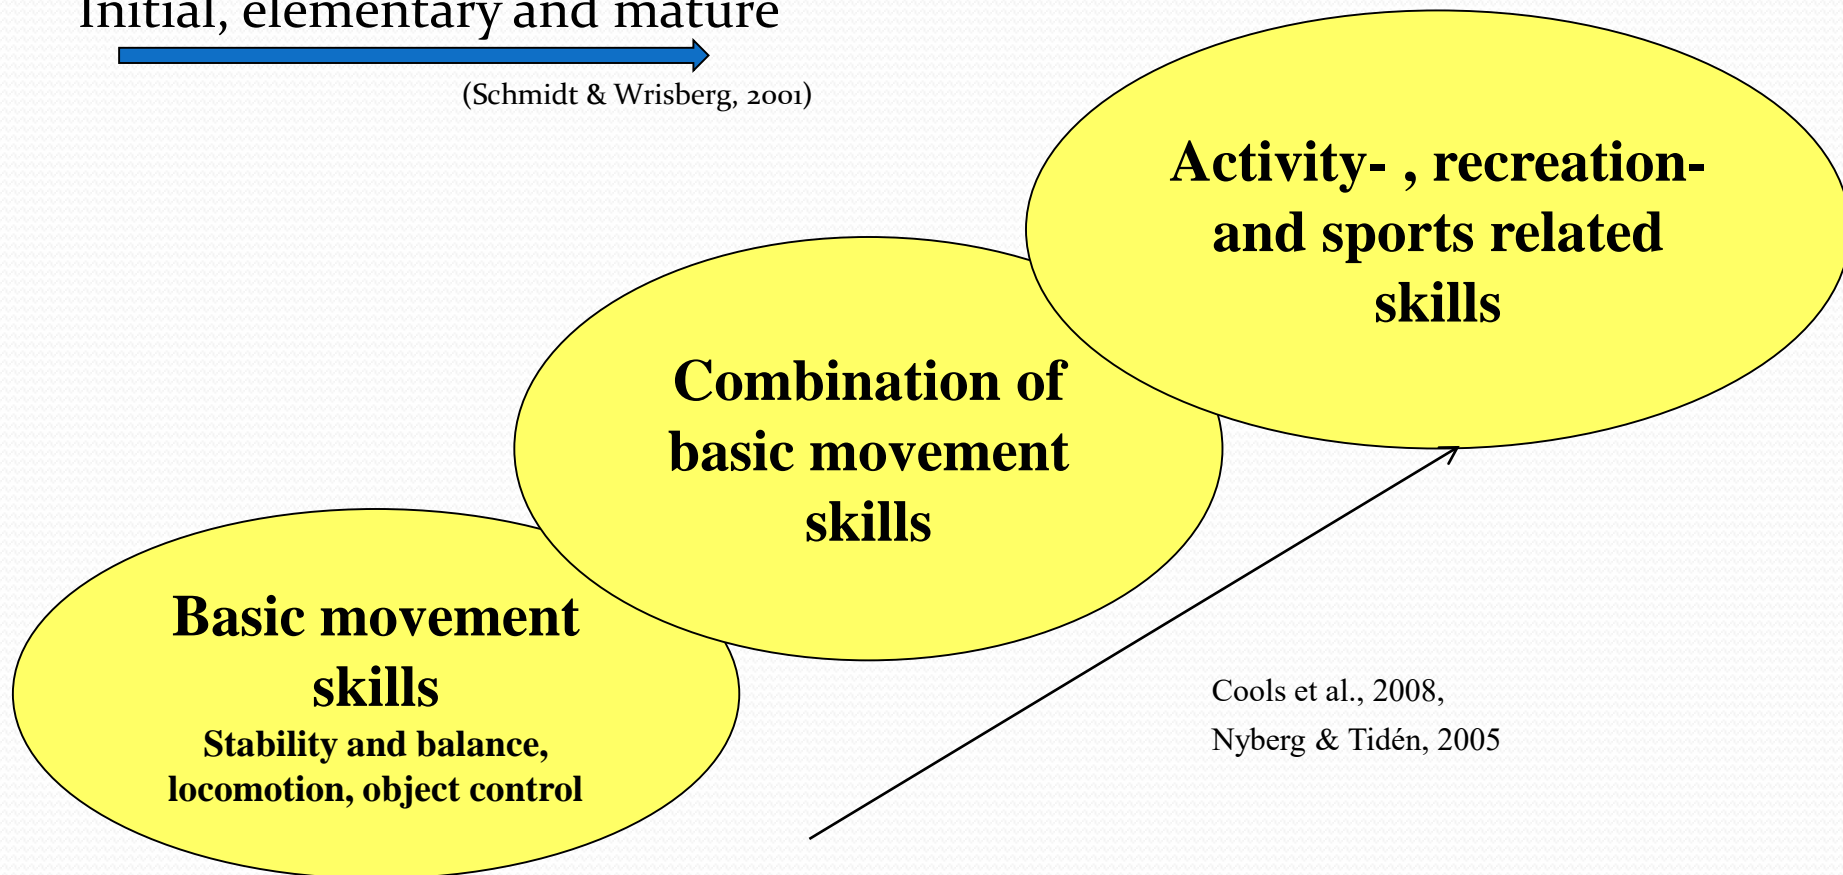 Initial, elementary and mature
(Schmidt & Wrisberg, 2001)
Activity- , recreation-
and sports related
skills
Combination of
basic movement
skills
Basic movement
skills
Stability and balance,
locomotion, object control
Cools et al., 2008,
Nyberg & Tidén, 2005